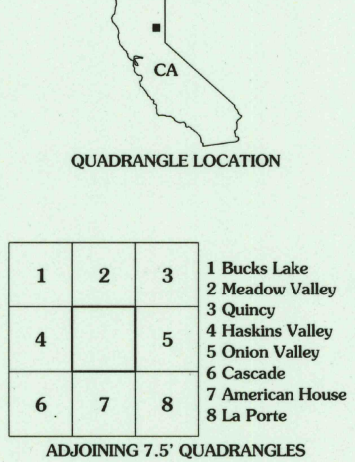 CA
QUADRANGLE LOCATION
1 2 3
4 5
6 7 8
1 Bucks Lake
2 Meadow Valley
3 Quincy
4 Haskins Valley
5 Onion Valley
6 Cascade
7 American House
8 La Porte
ADJOINING 7.5' QUADRANGLES